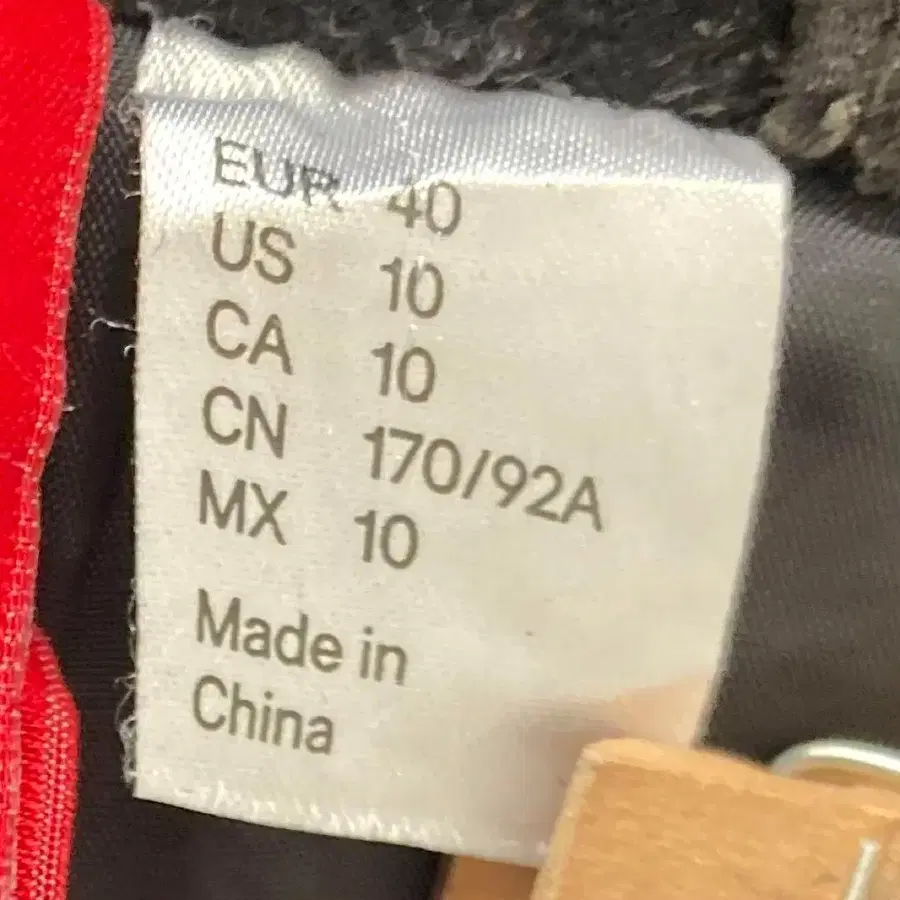 EUR 40
US 10
CA 10
CN 170/92A
MX 10
Made in
China